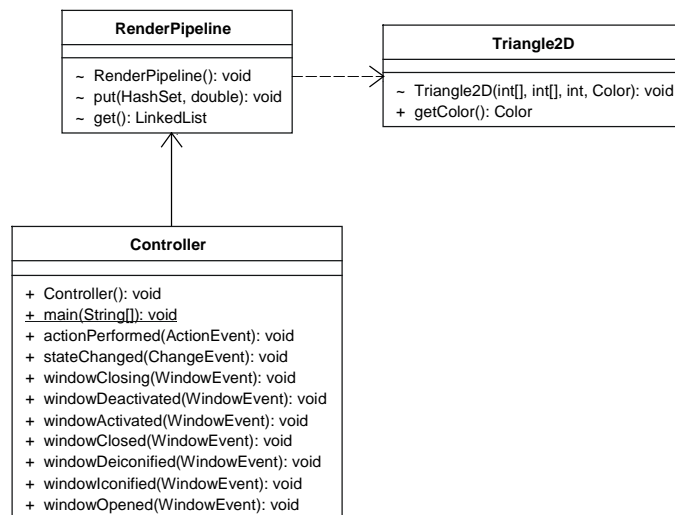 RenderPipeline
~ RenderPipeline(): void
~ put(HashSet, double): void
~ get(): LinkedList
Triangle2D
~ Triangle2D(int[], int[], int, Color): void
+ getColor(): Color
Controller
+ Controller(): void
+ main(String[]): void
+ actionPerformed(ActionEvent): void
+ stateChanged(ChangeEvent): void
+ windowClosing(WindowEvent): void
+ windowDeactivated(WindowEvent): void
+ windowActivated(WindowEvent): void
+ windowClosed(WindowEvent): void
+ windowDeiconified(WindowEvent): void
+ windowIconified(WindowEvent): void
+ windowOpened(WindowEvent): void